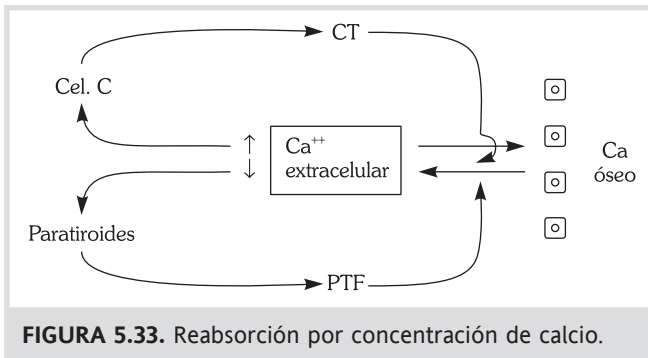 CT
Cel. C
↑ Ca++
↓ extracelular
Ca
óseo
Paratiroides
PTF
FIGURA 5.33. Reabsorción por concentración de calcio.